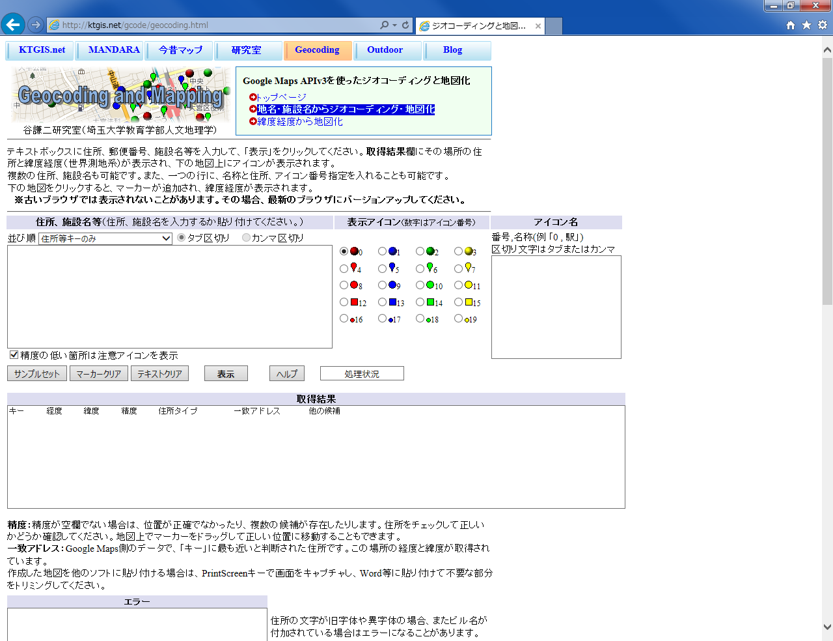 http://ktgis.net/gcode/geocoding.html
ジオコーディングと地図...
KTGIS.net
MANDARA
今昔マップ
研究室
Geocoding
Outdoor
Blog
Geocoding and Mapping
谷謙二研究室(埼玉大学教育学部人文地理学)
Google Maps APIv3を使ったジオコーディングと地図化
トップページ
地名・施設名からジオコーディング・地図化
緯度経度から地図化
テキストボックスに住所、郵便番号、施設名等を入力して、「表示」をクリックしてください。取得結果欄にその場所の住
所と緯度経度(世界測地系)が表示され、下の地図上にアイコンが表示されます。
複数の住所、施設名も可能です。また、一つの行に、名称と住所、アイコン番号指定を入れることも可能です。
下の地図をクリックすると、マーカーが追加され、緯度経度が表示されます。
※古いブラウザでは表示されないことがあります。その場合、最新のブラウザにバージョンアップしてください。
住所、施設名等(住所、施設名を入力するか貼り付けてください。)
並び順 住所等キーのみ タブ区切り カンマ区切り
精度の低い箇所は注意アイコンを表示
表示アイコン(数字はアイコン番号)
0 1 2 3
4 5 6 7
8 9 10 11
12 13 14 15
16 17 18 19
アイコン名
番号,名称(例「0 , 駅」)
区切り文字はタブまたはカンマ
サンプルセット マーカークリア テキストクリア 表示 ヘルプ 処理状況
取得結果
キー 経度 緯度 精度 住所タイプ 一致アドレス 他の候補
精度:精度が空欄でない場合は、位置が正確でなかったり、複数の候補が存在したりします。住所をチェックして正しい
かどうか確認してください。地図上でマーカーをドラッグして正しい位置に移動することもできます。
一致アドレス:Google Maps側のデータで、「キー」に最も近いと判断された住所です。この場所の経度と緯度が取得され
ています。
作成した地図を他のソフトに貼り付ける場合は、PrintScreenキーで画面をキャプチャし、Word等に貼り付けて不要な部分
をトリミングしてください。
エラー
住所の文字が旧字体や異字体の場合、またビル名が
付加されている場合はエラーになることがあります。